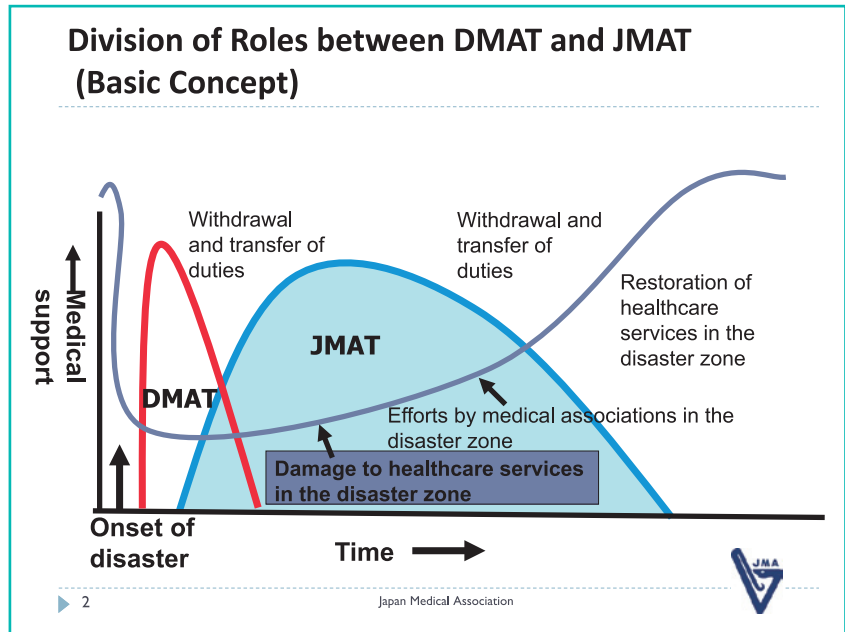 Division of Roles between DMAT and JMAT
(Basic Concept)
Withdrawal
and transfer of
duties
Withdrawal and
transfer of
duties
Restoration of
healthcare
services in the
disaster zone
Medical
support
JMAT
DMAT
Efforts by medical associations in the
disaster zone
Damage to healthcare services
in the disaster zone
Onset of
disaster
Time
2
Japan Medical Association
JMA